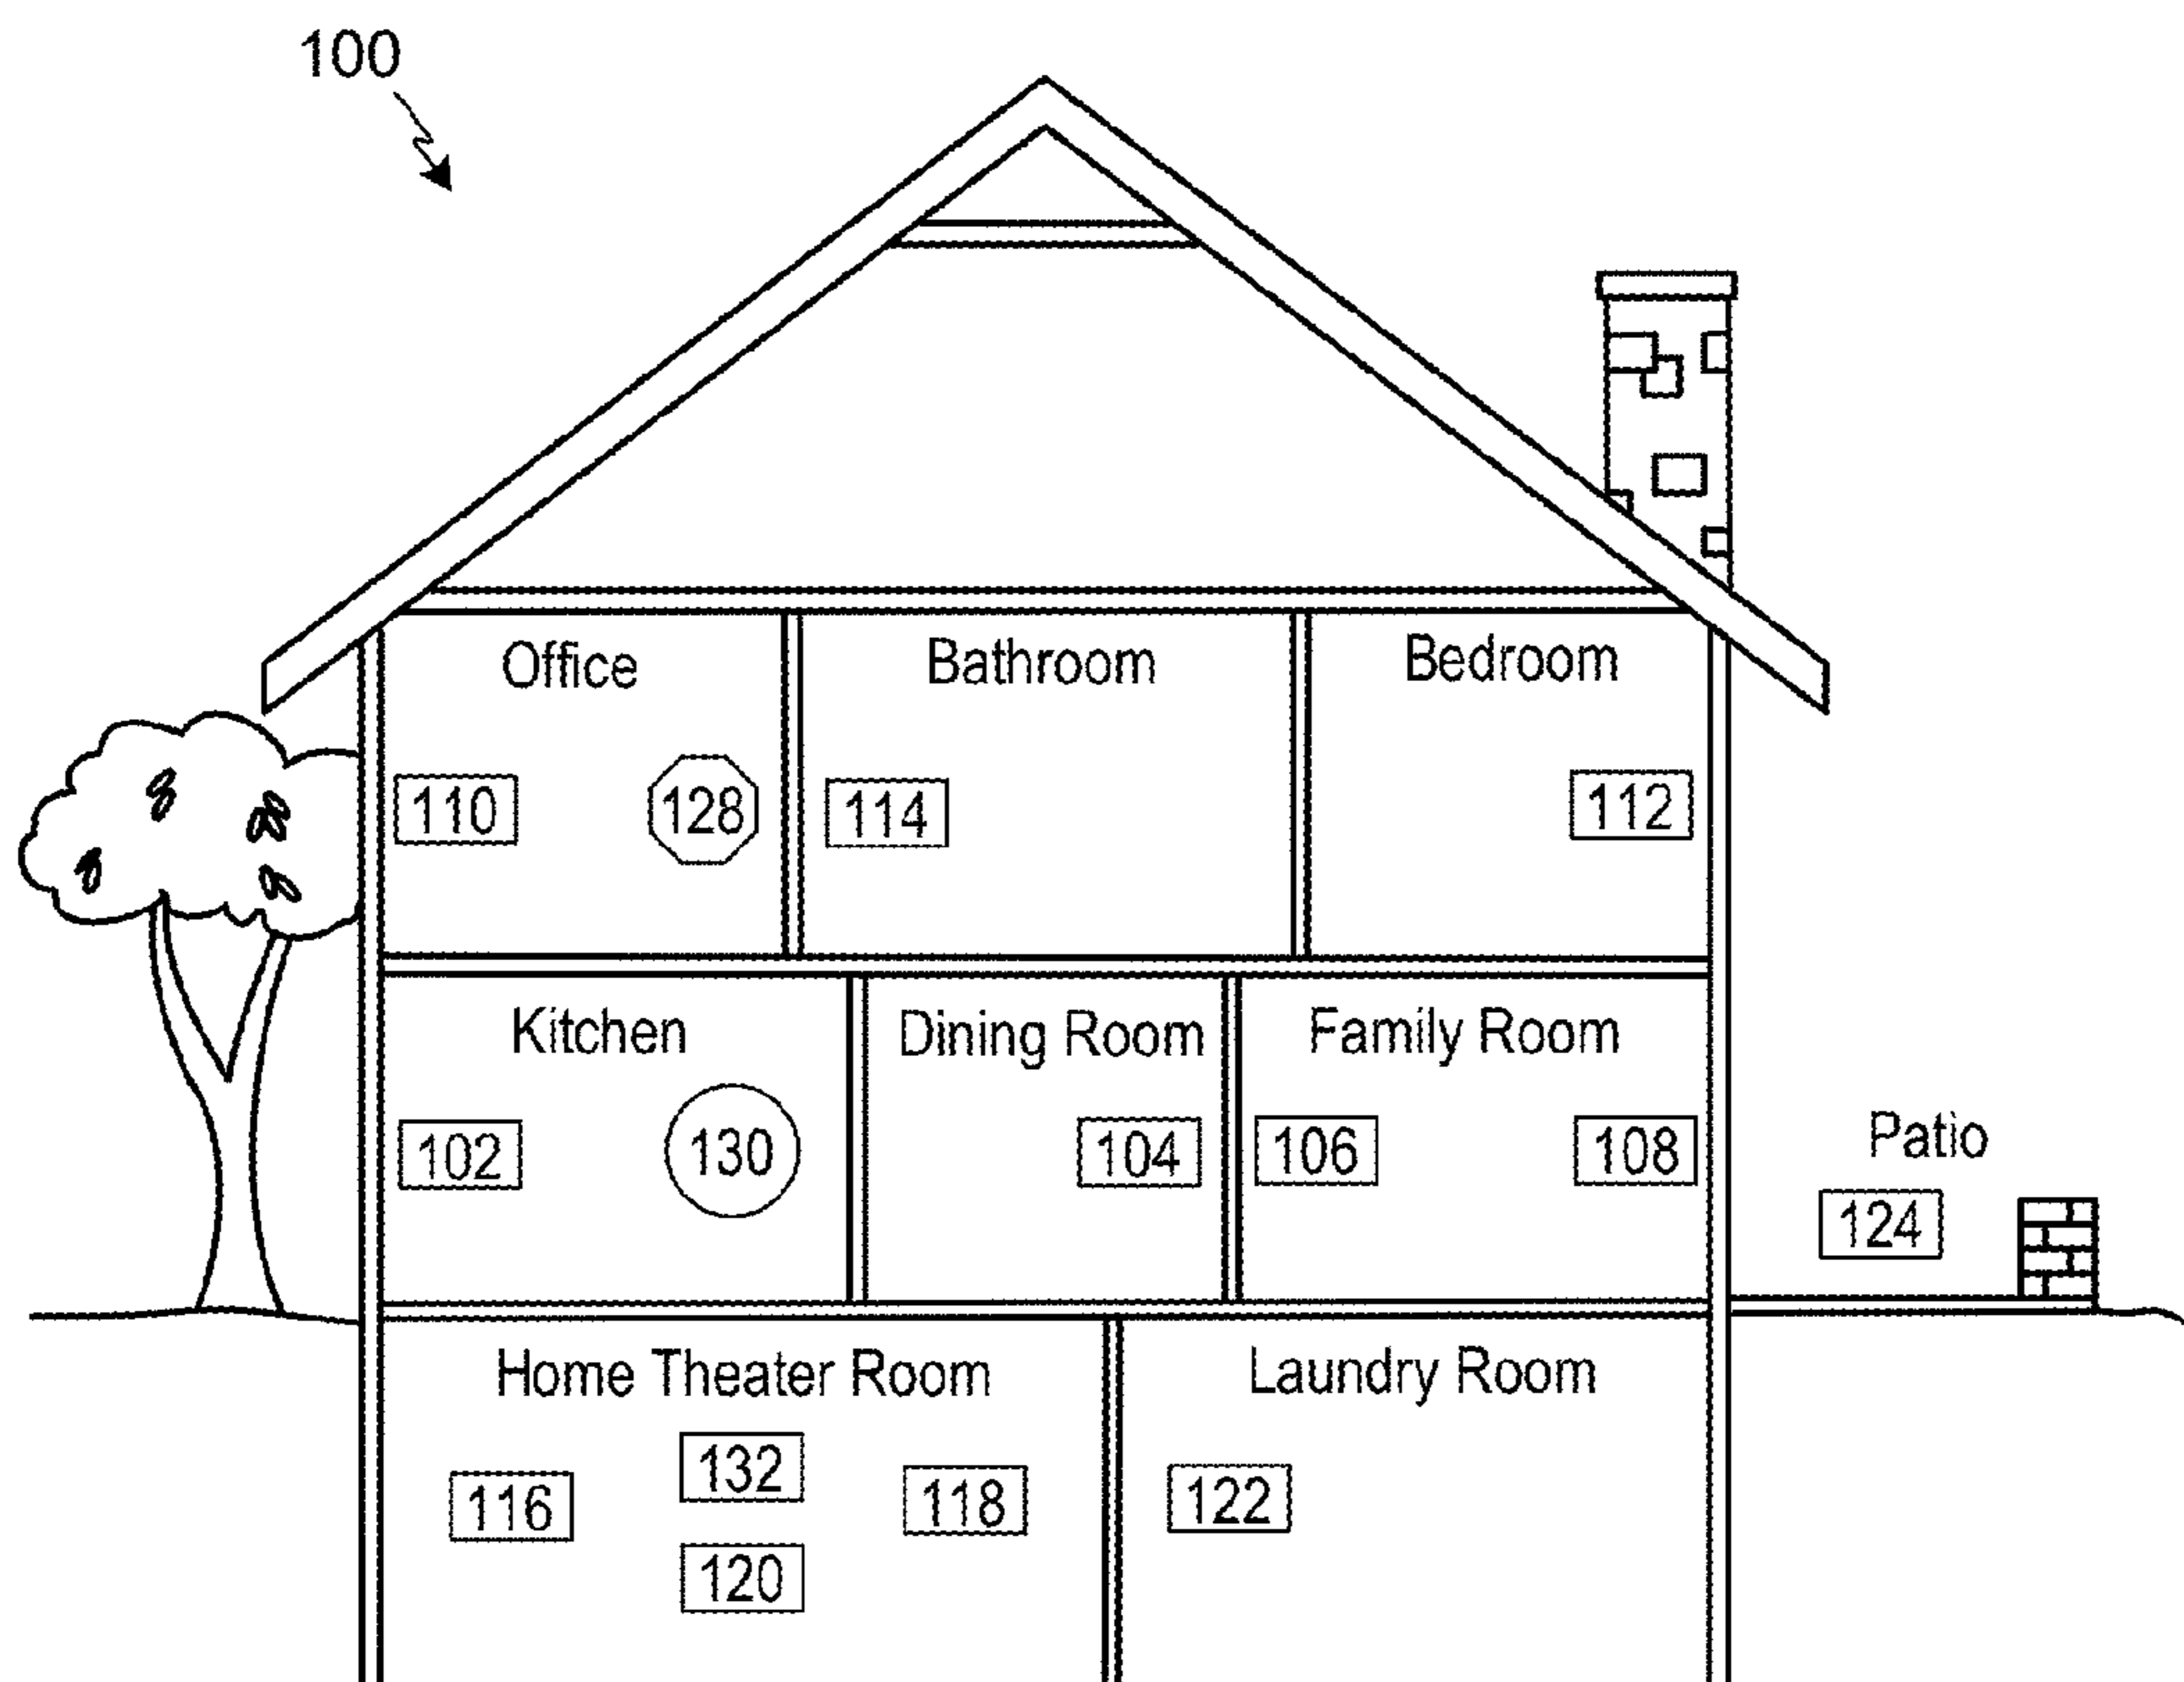 100
Office Bathroom Bedroom
110 128 114 112
Kitchen Dining Room Family Room
102 130 104 106 108
Patio
124
Home Theater Room Laundry Room
132
116 118 122
120